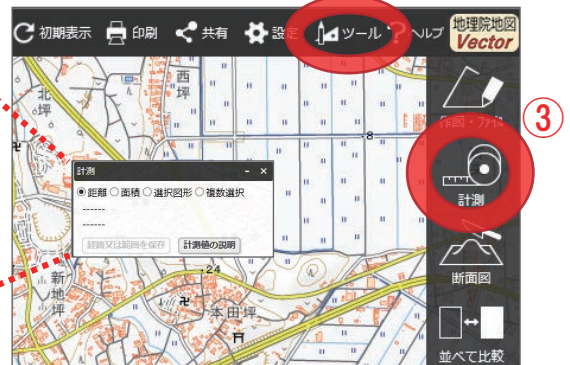 初期表示 印刷 共有 設定 ツール ヘルプ 地理院地図
Vector
作図・ファイル
③
計測
断面図
並べて比較
計測
距離 面積 選択図形 複数選択
------
------
経路又は範囲を保存 計測値の説明
西坪
北坪
8
24
新地坪
本田坪